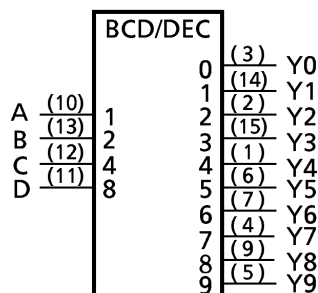 BCD/DEC
0 (3) Y0
1 (14) Y1
A (10) 1 2 (2) Y2
B (13) 2 3 (15) Y3
C (12) 4 4 (1) Y4
D (11) 8 5 (6) Y5
6 (7) Y6
7 (4) Y7
8 (9) Y8
9 (5) Y9